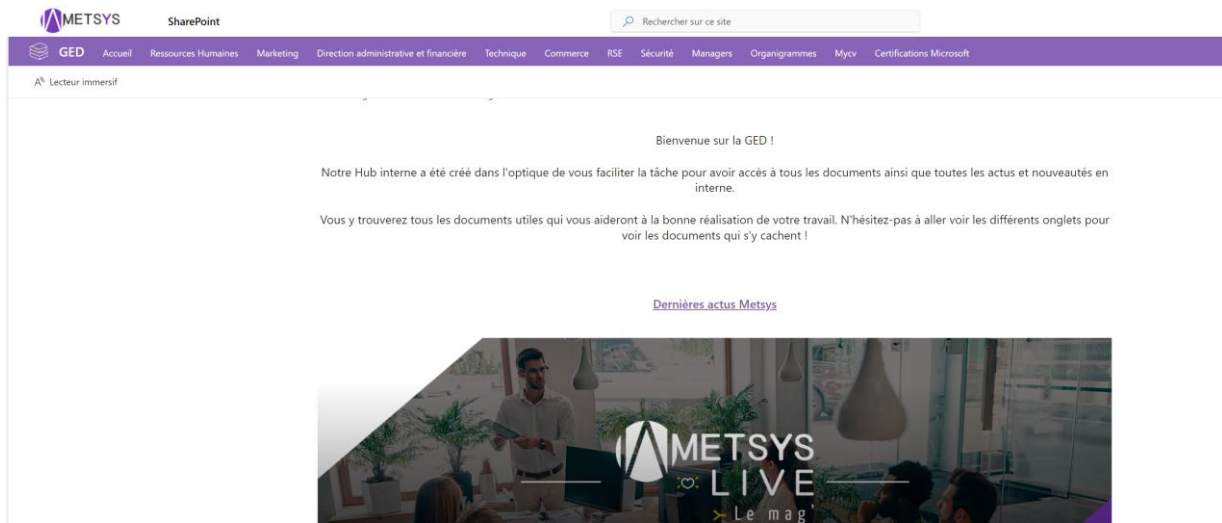 METSYS
SharePoint
Rechercher sur ce site
GED Accueil Ressources Humaines Marketing Direction administrative et financière Technique Commerce RSE Sécurité Managers Organigrammes Mycv Certifications Microsoft
Lecteur immersif
Bienvenue sur la GED !
Notre Hub interne a été créé dans l'optique de vous faciliter la tâche pour avoir accès à tous les documents ainsi que toutes les actus et nouveautés en
interne.
Vous y trouverez tous les documents utiles qui vous aideront à la bonne réalisation de votre travail. N'hésitez-pas à aller voir les différents onglets pour
voir les documents qui s'y cachent !
Dernières actus Metsys
METSYS
LIVE
Le mag'